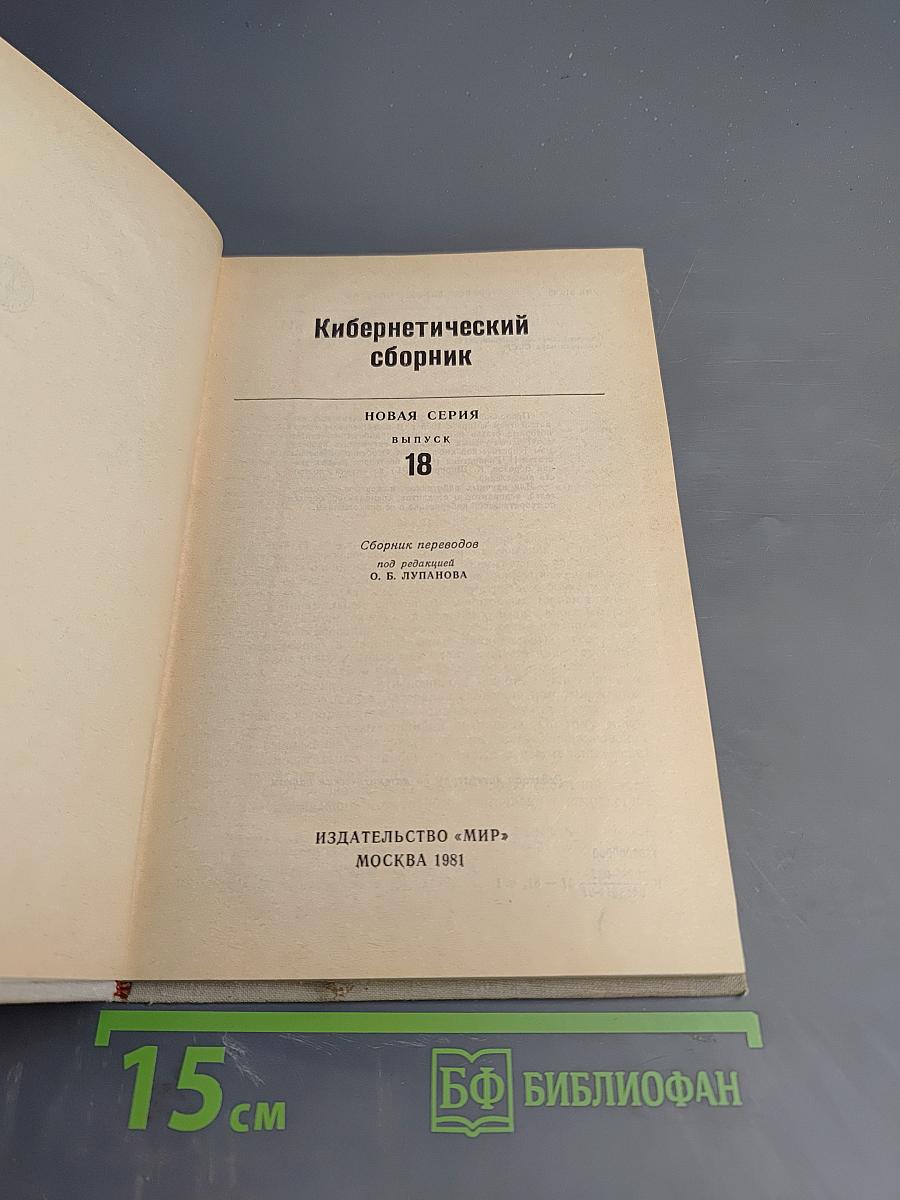 Кибернетический
сборник
НОВАЯ СЕРИЯ
ВЫПУСК
18
Сборник переводов
под редакцией
О. Б. ЛУПАНОВА
ИЗДАТЕЛЬСТВО «МИР»
МОСКВА 1981
15 см
БФ БИБЛИОФАН